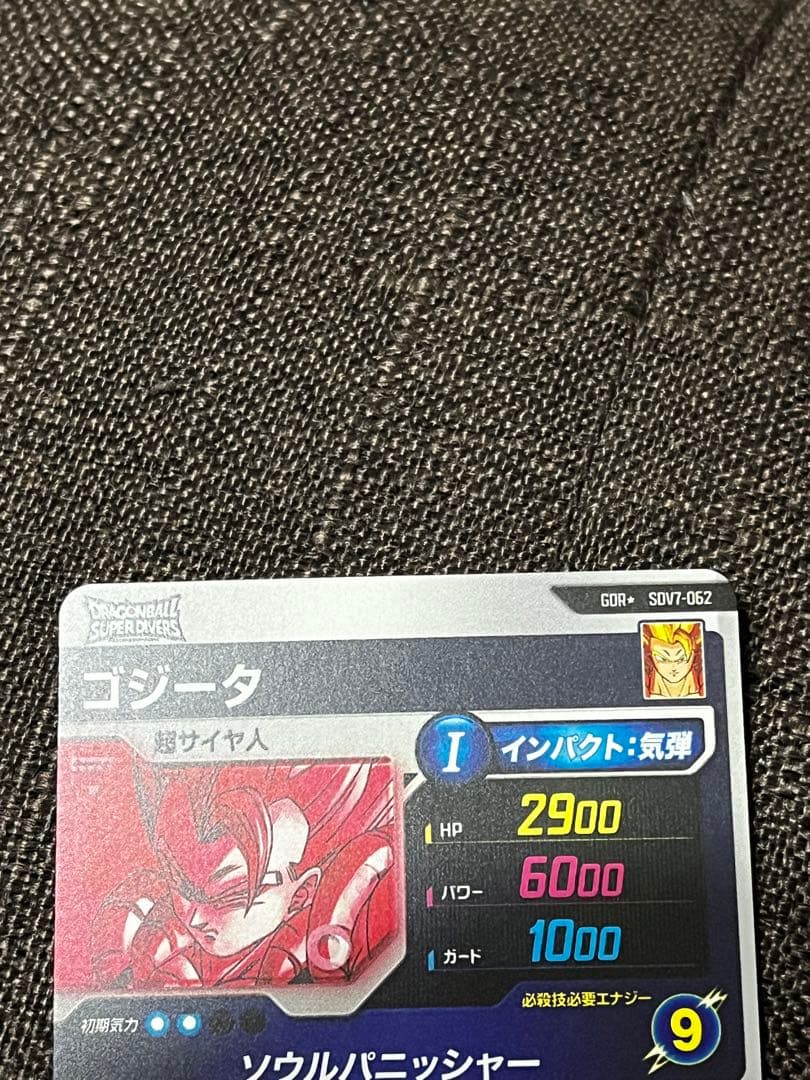 GDR★ SDV7-062
DRAGONBALL
SUPER DIVERS
ゴジータ
超サイヤ人
I インパクト:気弾
HP 2900
パワー 6000
ガード 1000
必殺技必要エナジー
9
初期気力
ソウルパニッシャー